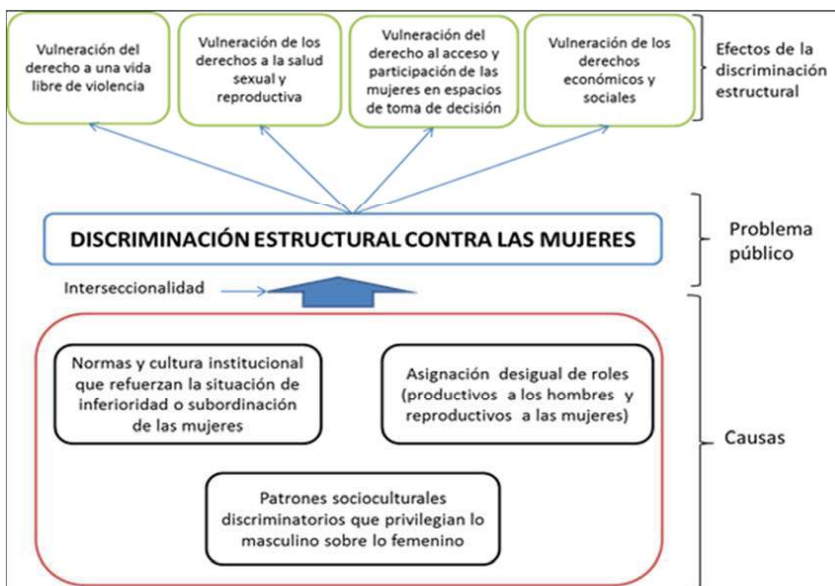 Vulneración del
derecho a una vida
libre de violencia
Vulneración de los
derechos a la salud
sexual y
reproductiva
Vulneración del
derecho al acceso y
participación de las
mujeres en espacios
de toma de decisión
Vulneración de los
derechos
económicos y
sociales
Efectos de la
discriminación
estructural
DISCRIMINACIÓN ESTRUCTURAL CONTRA LAS MUJERES
Problema
público
Interseccionalidad
Normas y cultura institucional
que refuerzan la situación de
inferioridad o subordinación
de las mujeres
Asignación desigual de roles
(productivos a los hombres y
reproductivos a las mujeres)
Patrones socioculturales
discriminatorios que privilegian lo
masculino sobre lo femenino
Causas